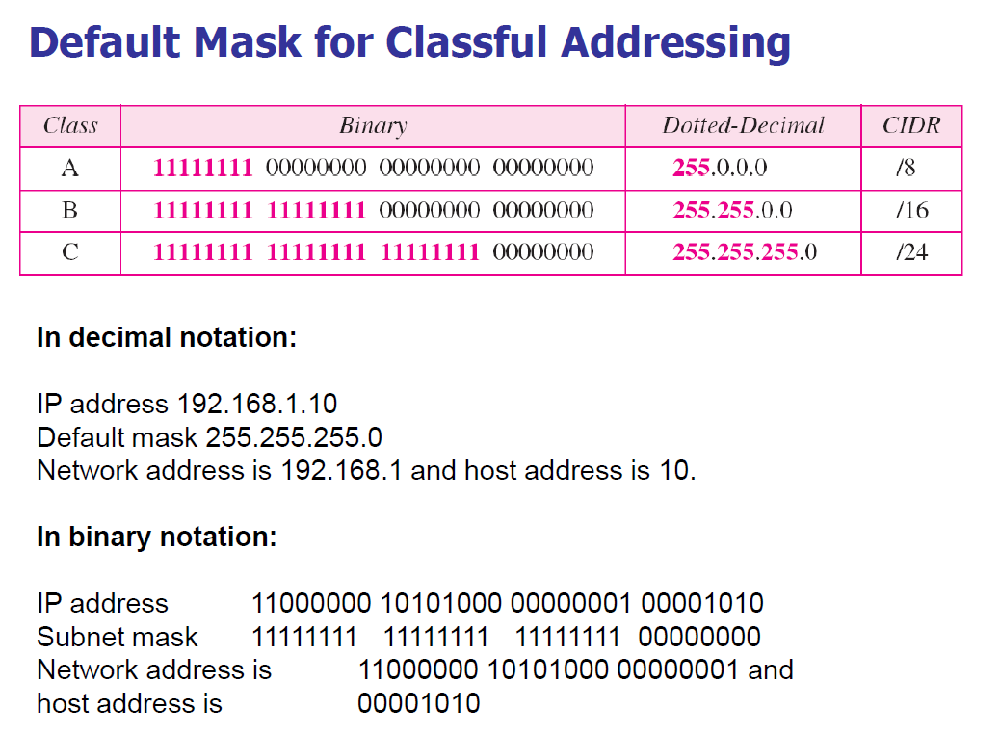 Default Mask for Classful Addressing
Class Binary Dotted-Decimal CIDR
A 11111111 00000000 00000000 00000000 255.0.0.0 /8
B 11111111 11111111 00000000 00000000 255.255.0.0 /16
C 11111111 11111111 11111111 00000000 255.255.255.0 /24
In decimal notation:
IP address 192.168.1.10
Default mask 255.255.255.0
Network address is 192.168.1 and host address is 10.
In binary notation:
IP address 11000000 10101000 00000001 00001010
Subnet mask 11111111 11111111 11111111 00000000
Network address is 11000000 10101000 00000001 and
host address is 00001010